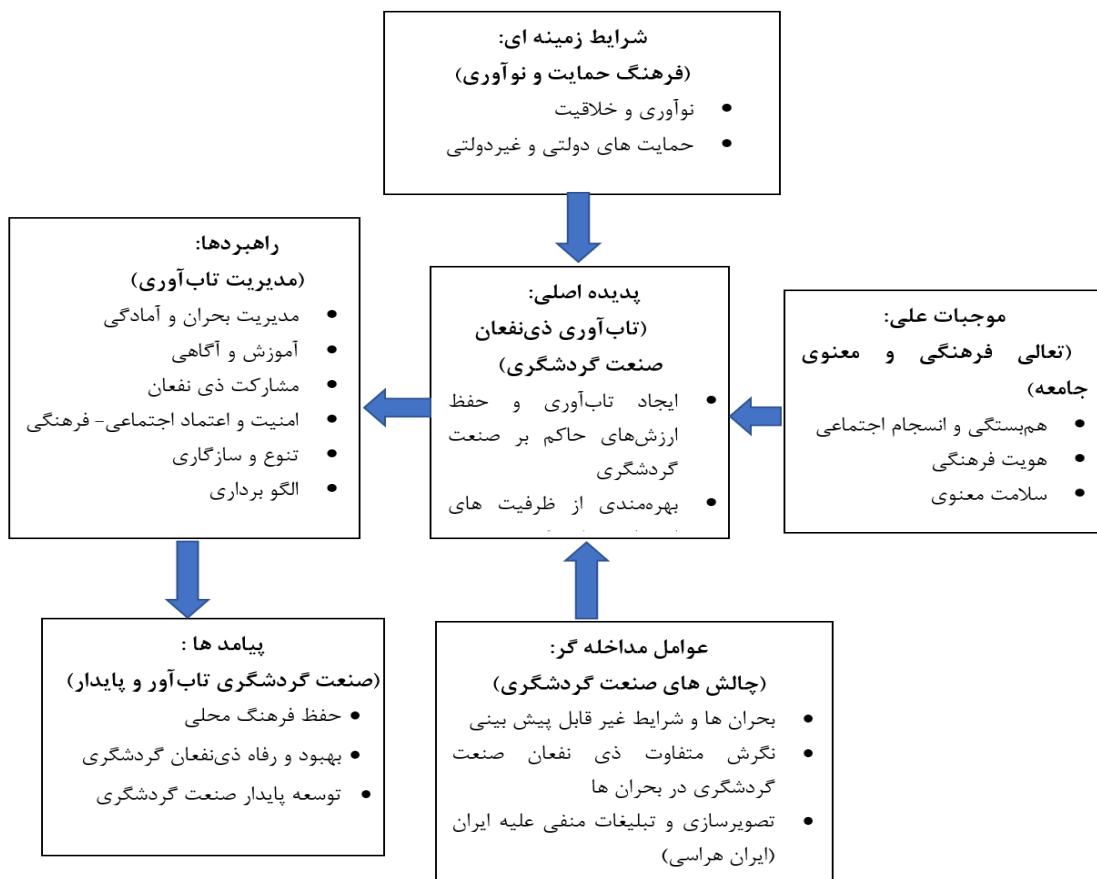 شرایط زمینه ای:
(فرهنگ حمایت و نوآوری)
• نوآوری و خلاقیت
• حمایت های دولتی و غیردولتی
موجبات علی:
(تعالی فرهنگی و معنوی
جامعه)
• هم‌بستگی و انسجام اجتماعی
• هویت فرهنگی
• سلامت معنوی
پدیده اصلی:
(تاب‌آوری ذی‌نفعان
صنعت گردشگری)
• ایجاد تاب‌آوری و حفظ
ارزش‌های حاکم بر صنعت
گردشگری
• بهره‌مندی از ظرفیت های
راهبردها:
(مدیریت تاب‌آوری)
• مدیریت بحران و آمادگی
• آموزش و آگاهی
• مشارکت ذی نفعان
• امنیت و اعتماد اجتماعی- فرهنگی
• تنوع و سازگاری
• الگو برداری
عوامل مداخله گر:
(چالش های صنعت گردشگری)
• بحران ها و شرایط غیر قابل پیش بینی
• نگرش متفاوت ذی نفعان صنعت
گردشگری در بحران ها
• تصویرسازی و تبلیغات منفی علیه ایران
(ایران هراسی)
پیامد ها :
(صنعت گردشگری تاب‌آور و پایدار)
• حفظ فرهنگ محلی
• بهبود و رفاه ذی‌نفعان گردشگری
• توسعه پایدار صنعت گردشگری